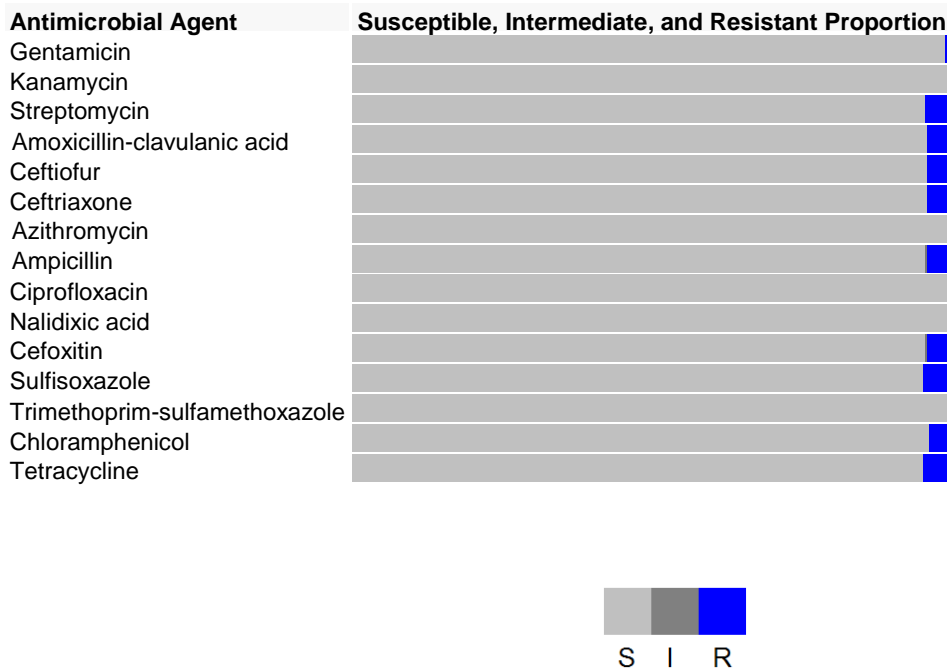 Antimicrobial Agent Susceptible, Intermediate, and Resistant Proportion
Gentamicin
Kanamycin
Streptomycin
Amoxicillin-clavulanic acid
Ceftiofur
Ceftriaxone
Azithromycin
Ampicillin
Ciprofloxacin
Nalidixic acid
Cefoxitin
Sulfisoxazole
Trimethoprim-sulfamethoxazole
Chloramphenicol
Tetracycline
S I R